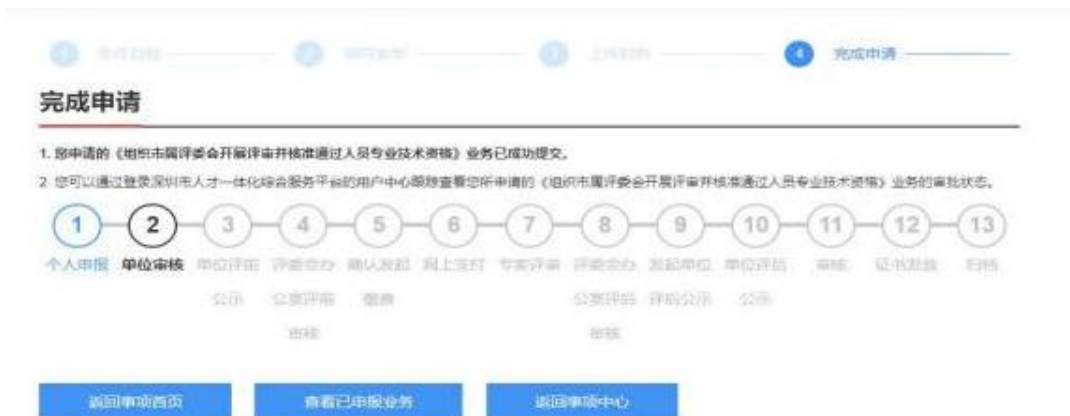 4 完成申请
完成申请
1. 您申请的《组织市属评委会开展评审并核准通过人员专业技术资格》业务已成功提交。
2. 您可以通过登录深圳市人才一体化综合服务平台的用户中心跟踪查看您所申请的《组织市属评委会开展评审并核准通过人员专业技术资格》业务的审批状态。
1 2 3 4 5 6 7 8 9 10 11 12 13
个人申报 单位审核 单位评前 评委会办 确认发起 网上支付 专家评审 评委会办 发起单位 单位评后 审核 证书发放 归档
公示 公室评前 缴费 公室评后 评后公示 公示
审核 审核
返回事项首页 查看已申报业务 返回事项中心